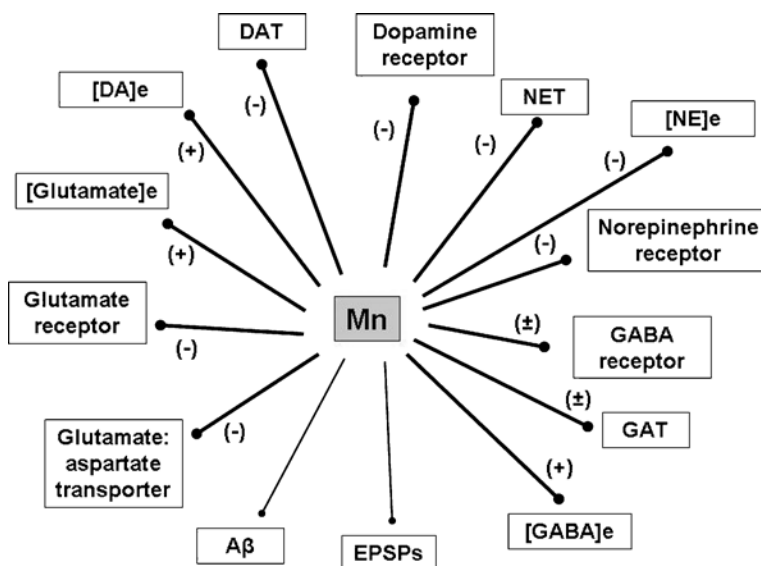 DAT
Dopamine
receptor
[DA]e
(-)
NET
[NE]e
(+)
(-)
(-)
(-)
[Glutamate]e
(+)
Norepinephrine
receptor
(-)
Glutamate
receptor
(-)
Mn
(±)
GABA
receptor
Glutamate:
aspartate
transporter
(-)
(±)
GAT
(+)
[GABA]e
Aβ
EPSPs